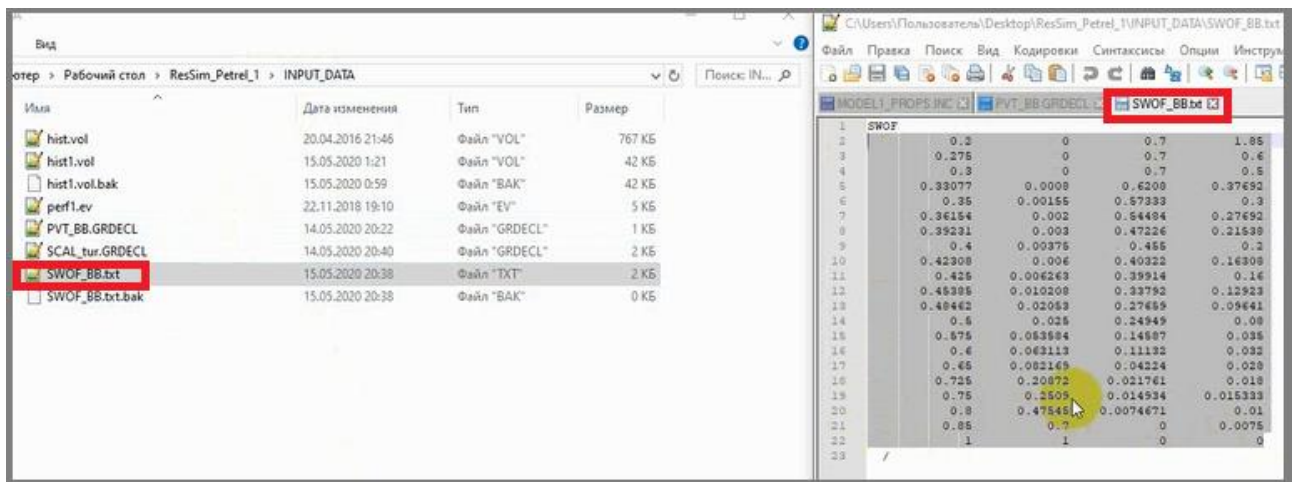 Вид
отер › Рабочий стол › ResSim_Petrel_1 › INPUT_DATA
Поиск: IN...
Имя Дата изменения Тип Размер
hist.vol 20.04.2016 21:46 Файл "VOL" 767 КБ
hist1.vol 15.05.2020 1:21 Файл "VOL" 42 КБ
hist1.vol.bak 15.05.2020 0:59 Файл "BAK" 42 КБ
perf1.ev 22.11.2018 19:10 Файл "EV" 5 КБ
PVT_BB.GRDECL 14.05.2020 20:22 Файл "GRDECL" 1 КБ
SCAL_tur.GRDECL 14.05.2020 20:40 Файл "GRDECL" 2 КБ
SWOF_BB.txt 15.05.2020 20:38 Файл "TXT" 2 КБ
SWOF_BB.txt.bak 15.05.2020 20:38 Файл "BAK" 0 КБ
C:\Users\Пользователь\Desktop\ResSim_Petrel_1\INPUT_DATA\SWOF_BB.txt
Файл Правка Поиск Вид Кодировки Синтаксисы Опции Инструм
MODEL1_PROPS.INC PVT_BB.GRDECL SWOF_BB.txt
1 SWOF
2 0.2 0 0.7 1.85
3 0.275 0 0.7 0.6
4 0.3 0 0.7 0.5
5 0.33077 0.0008 0.6208 0.37692
6 0.35 0.00155 0.57333 0.3
7 0.36154 0.002 0.54484 0.27692
8 0.39231 0.003 0.47226 0.21538
9 0.4 0.00375 0.455 0.2
10 0.42308 0.006 0.40322 0.16308
11 0.425 0.006263 0.39914 0.16
12 0.45385 0.010208 0.33792 0.12923
13 0.48462 0.02053 0.27659 0.09641
14 0.5 0.025 0.24949 0.08
15 0.575 0.053584 0.14587 0.035
16 0.6 0.063113 0.11132 0.032
17 0.65 0.082169 0.04224 0.028
18 0.725 0.20872 0.021761 0.018
19 0.75 0.2509 0.014934 0.015333
20 0.8 0.47545 0.0074671 0.01
21 0.85 0.7 0 0.0075
22 1 1 0 0
23 /